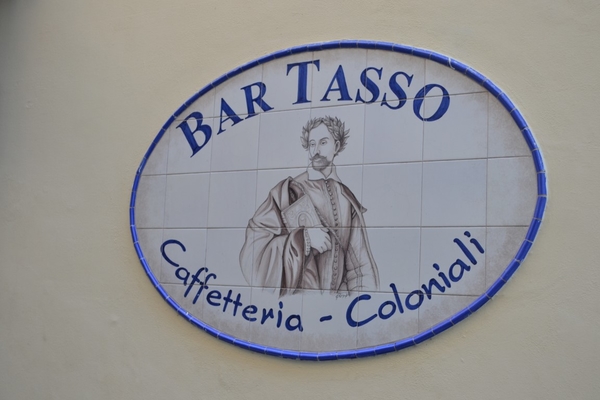 BAR TASSO
Caffetteria - Coloniali